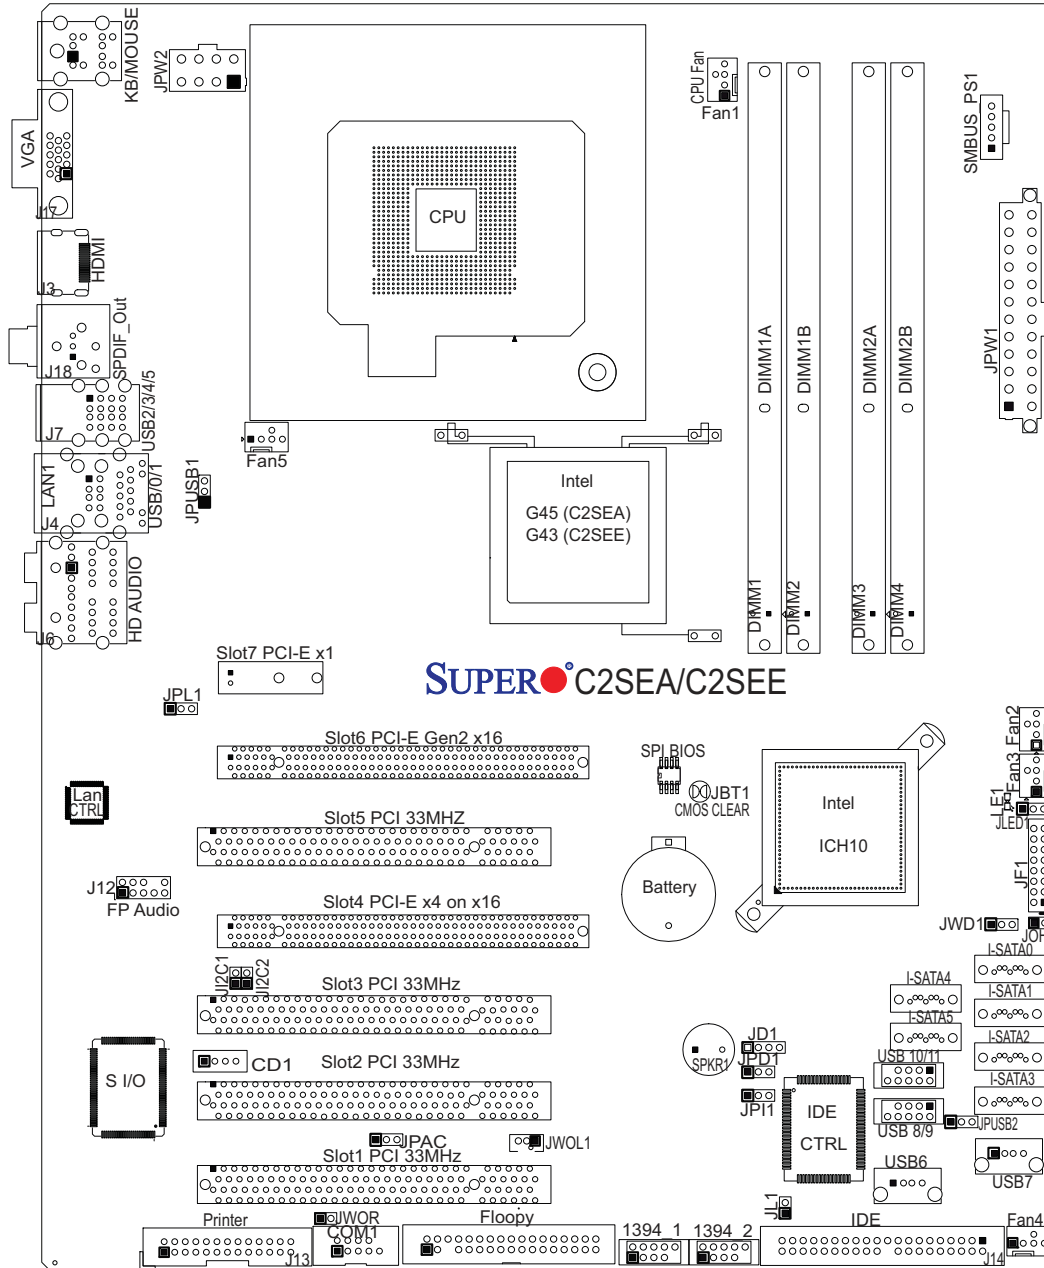 KB/MOUSE
JPW2
CPU Fan
Fan1
SMBUS_PS1
VGA
J17
CPU
HDMI
J3
SPDIF_Out
J18
DIMM1A
DIMM1B
DIMM2A
DIMM2B
JPW1
USB2/3/4/5
J7
Fan5
LAN1
USB/0/1
J4
JPUSB1
Intel
G45 (C2SEA)
G43 (C2SEE)
HD AUDIO
J6
DIMM1
DIMM2
DIMM3
DIMM4
Slot7 PCI-E x1
SUPER C2SEA/C2SEE
JPL1
Fan2
Slot6 PCI-E Gen2 x16
SPI BIOS
Fan3
JBT1
CMOS CLEAR
Lan
CTRL
Intel
ICH10
LE1
JLED1
Slot5 PCI 33MHZ
JF1
J12
FP Audio
Battery
Slot4 PCI-E x4 on x16
JWD1
JOH
I-SATA0
JI2C1
JI2C2
Slot3 PCI 33MHz
I-SATA4
I-SATA1
I-SATA5
I-SATA2
JD1
SPKR1
JPD1
USB 10/11
CD1
Slot2 PCI 33MHz
S I/O
I-SATA3
JPI1
IDE
CTRL
USB 8/9
JPUSB2
JPAC
JWOL1
Slot1 PCI 33MHz
USB6
USB7
JL1
Printer
JWOR
COM1
Floopy
1394_1
1394_2
IDE
Fan4
J13
J14